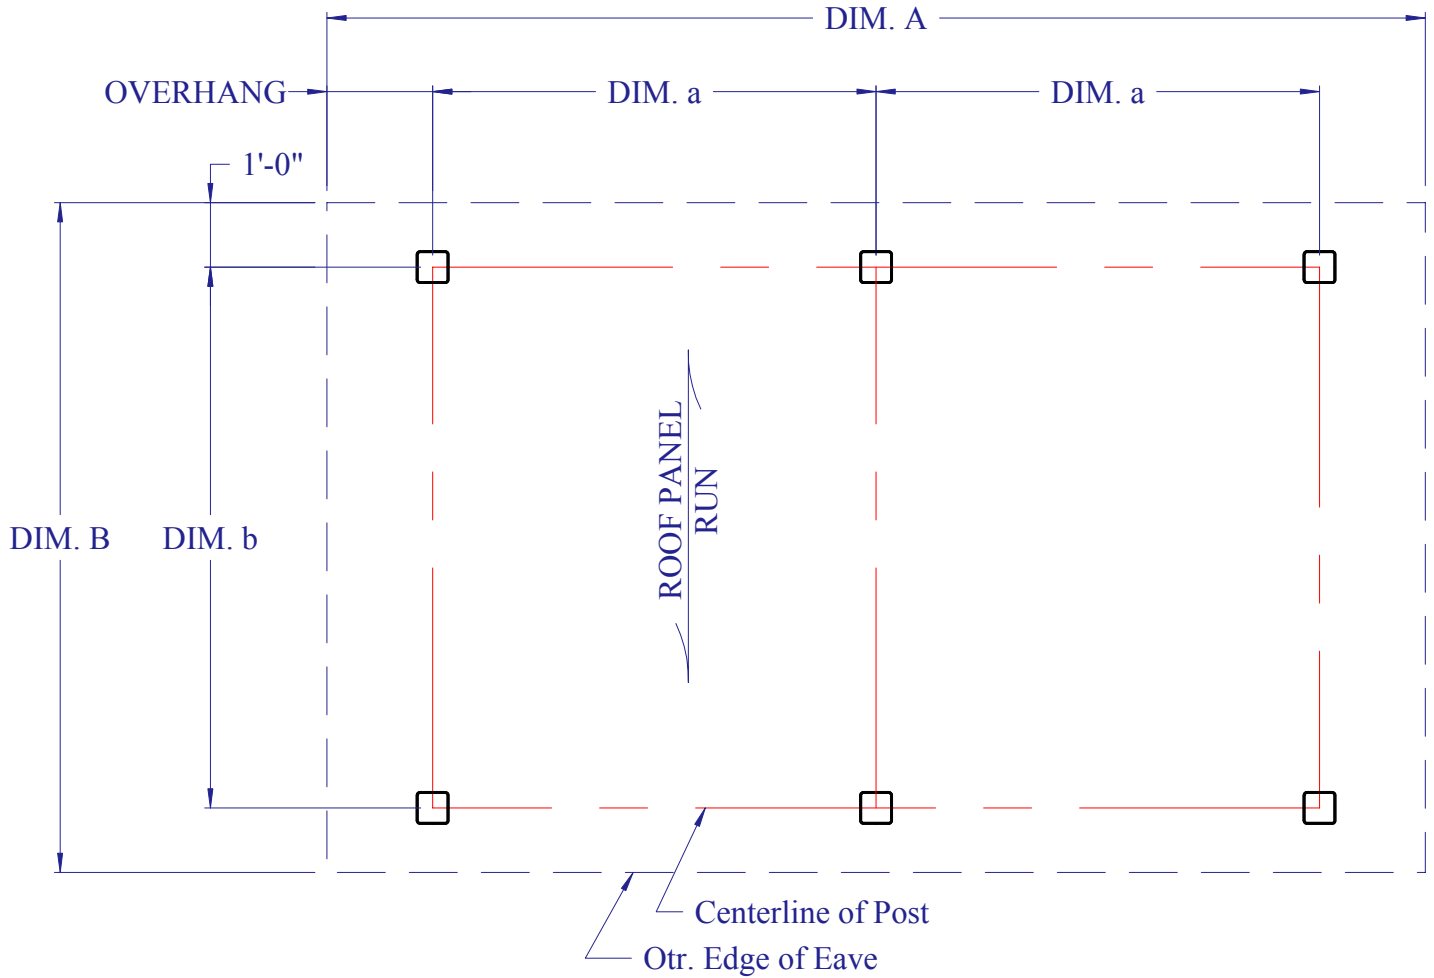 DIM. A
OVERHANG
DIM. a
DIM. a
1'-0"
ROOF PANEL
RUN
DIM. B
DIM. b
Centerline of Post
Otr. Edge of Eave